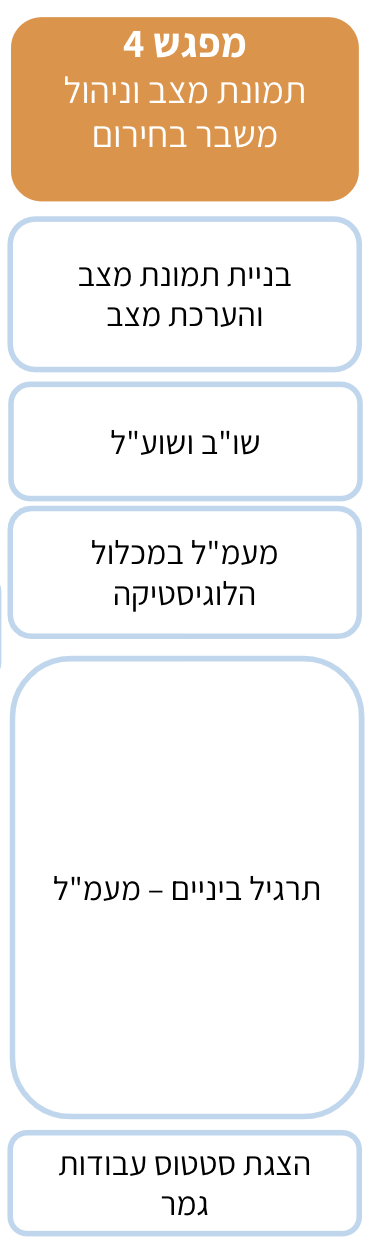 מפגש 4
תמונת מצב וניהול
משבר בחירום
בניית תמונת מצב
והערכת מצב
שו"ב ושוע"ל
מעמ"ל במכלול
הלוגיסטיקה
תרגיל ביניים – מעמ"ל
הצגת סטטוס עבודות
גמר